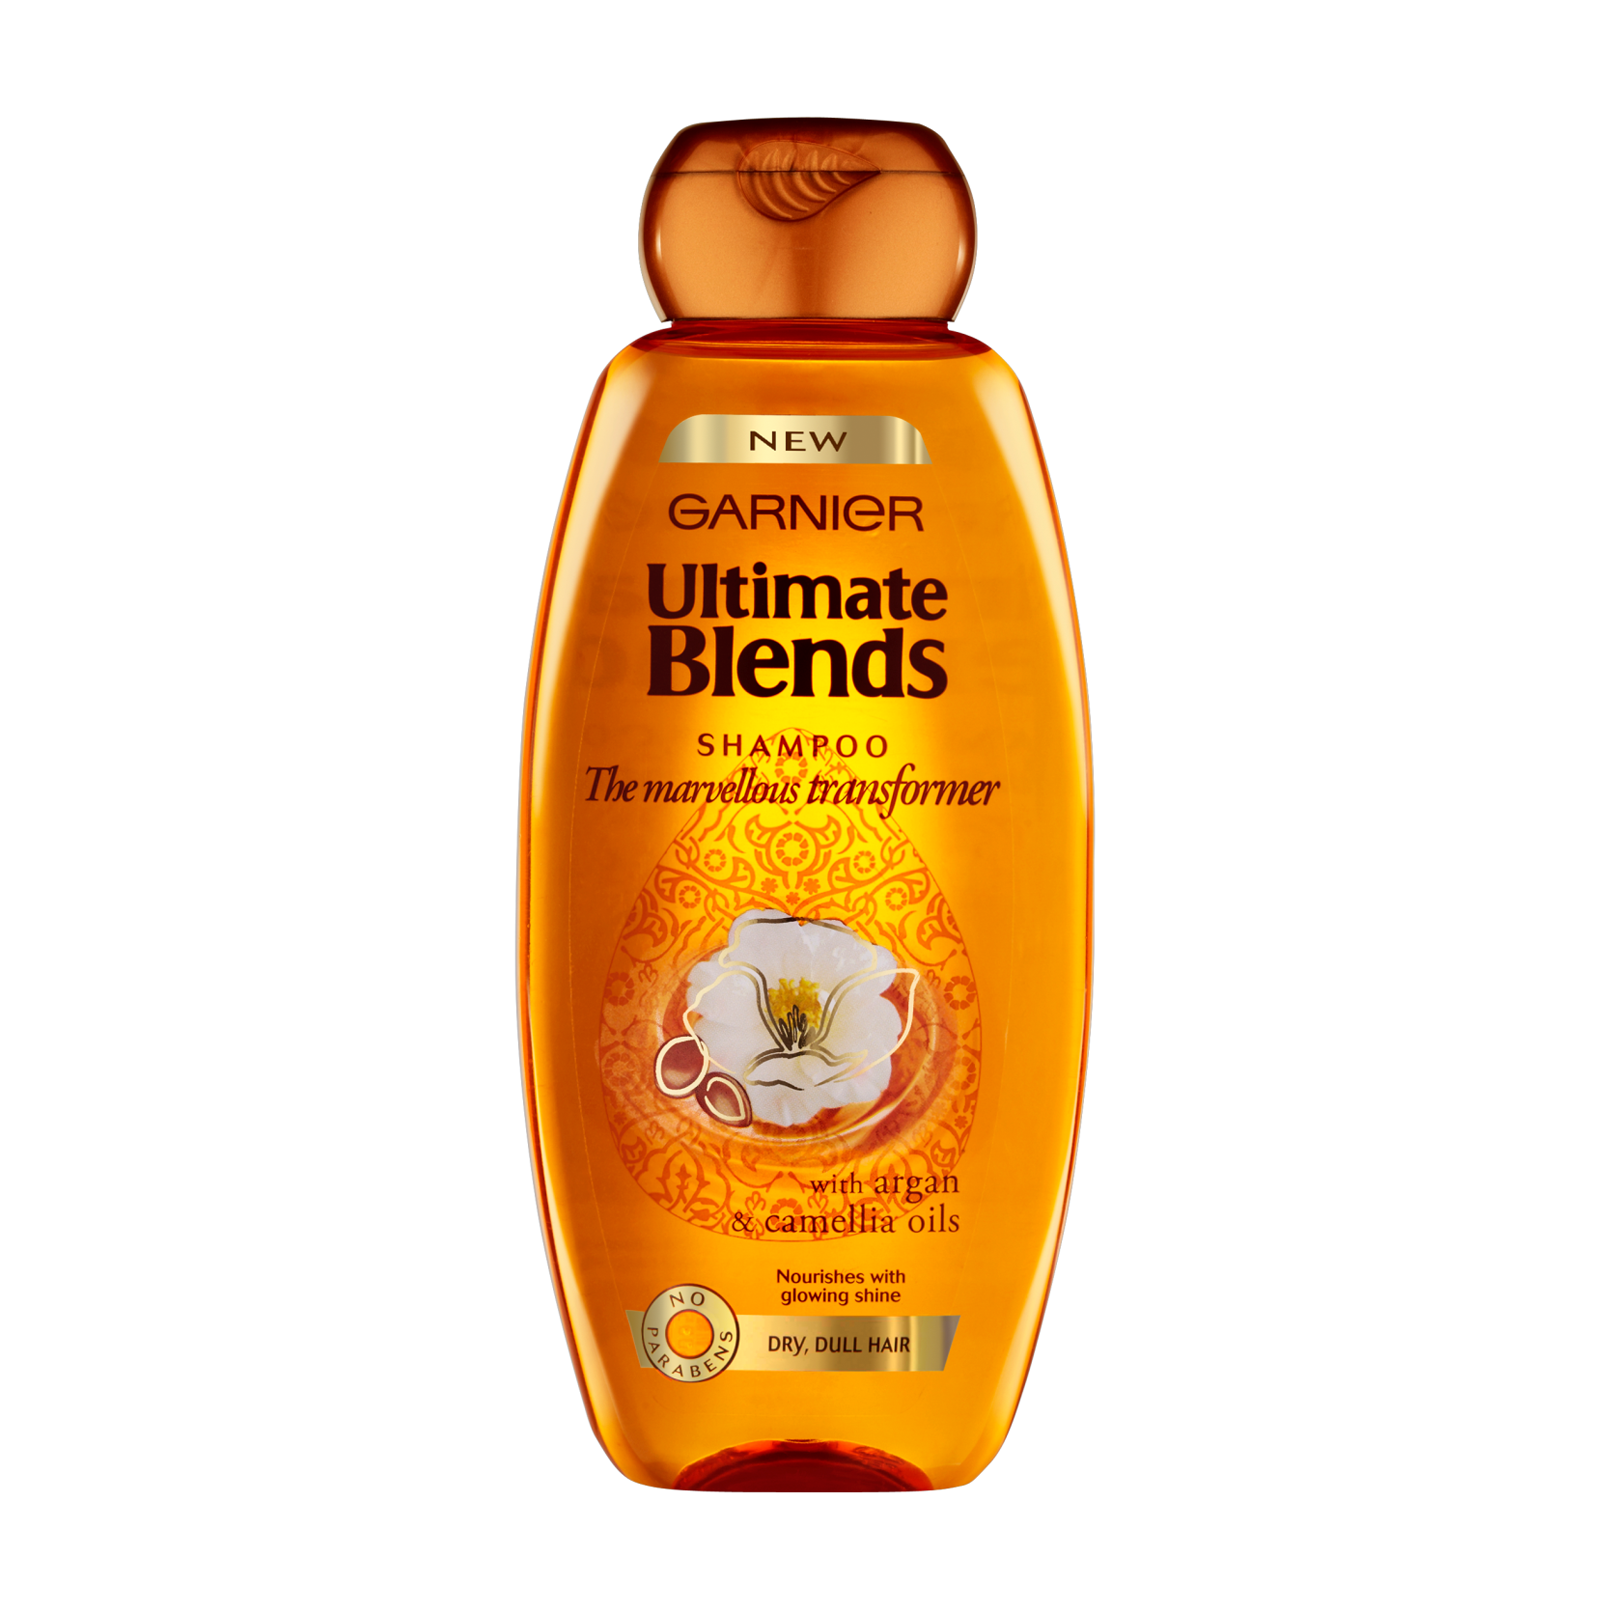 NEW
GARNIER
Ultimate
Blends
SHAMPOO
The marvellous transformer
with argan
& camellia oils
Nourishes with
glowing shine
NO PARABENS
DRY, DULL HAIR